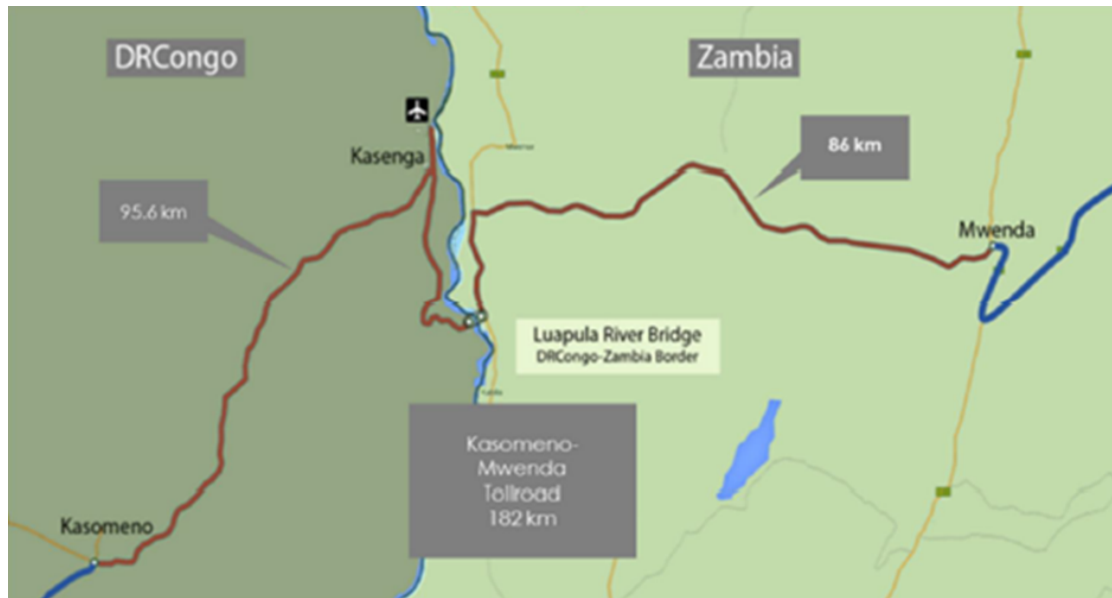 DRCongo
Zambia
86 km
Kasenga
95.6 km
Mwenda
Luapula River Bridge
DRCongo-Zambia Border
Kasomeno-
Mwenda
Tollroad
182 km
Kasomeno